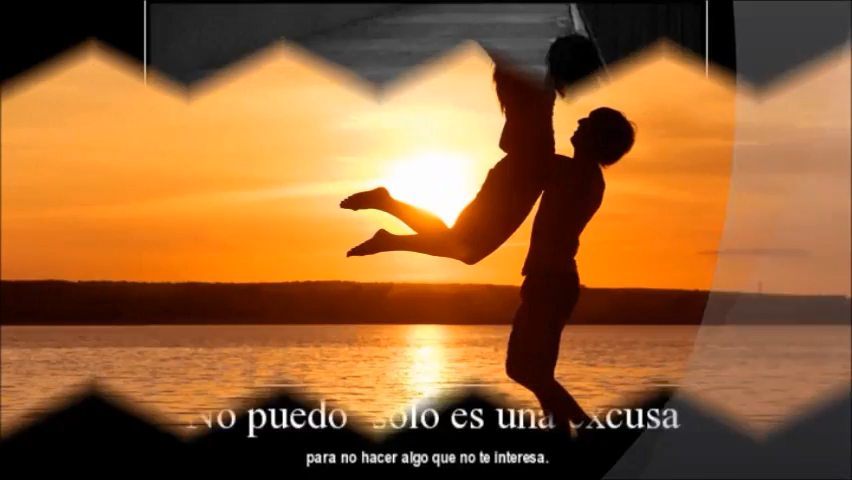 No puedo solo es una excusa
para no hacer algo que no te interesa.